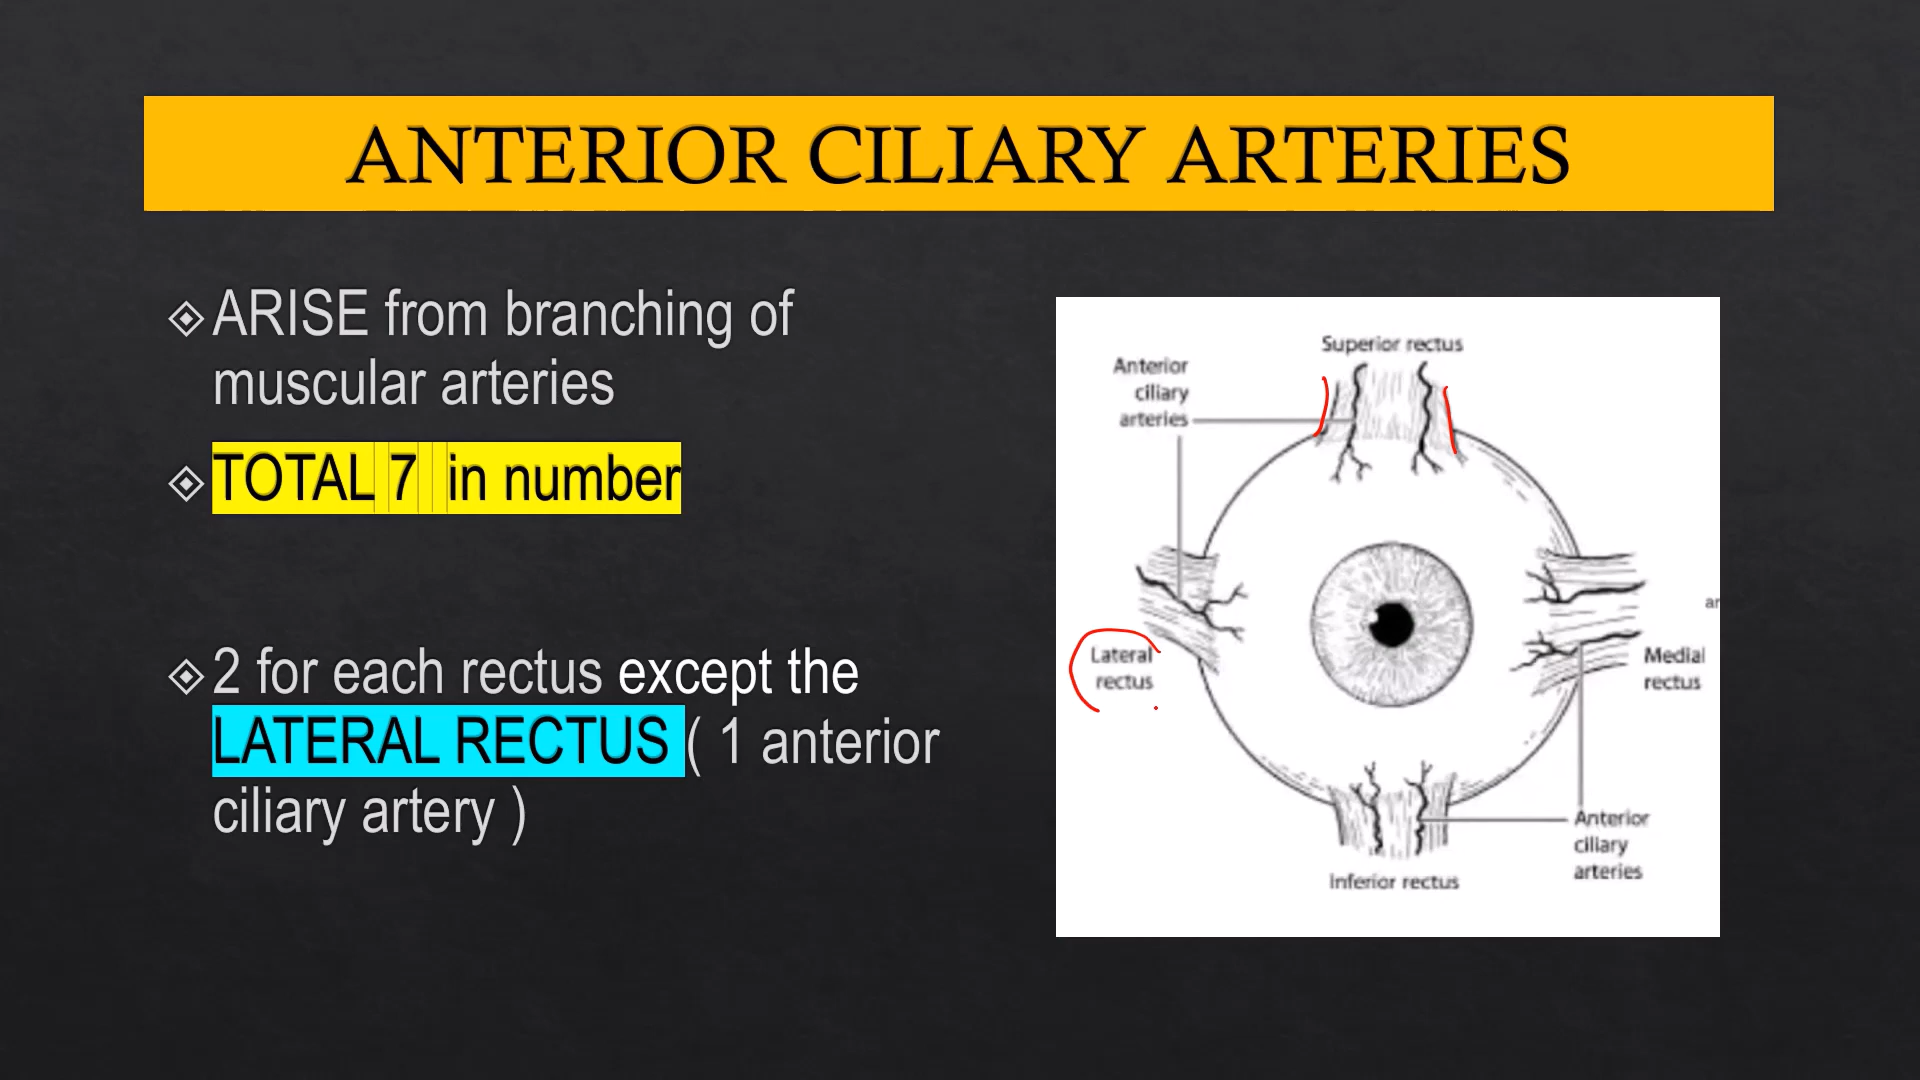 ANTERIOR CILIARY ARTERIES
ARISE from branching of
muscular arteries
TOTAL 7 in number
2 for each rectus except the
LATERAL RECTUS ( 1 anterior
ciliary artery )
Superior rectus
Anterior
ciliary
arteries
Lateral
rectus
ar
Medial
rectus
Anterior
ciliary
arteries
Inferior rectus